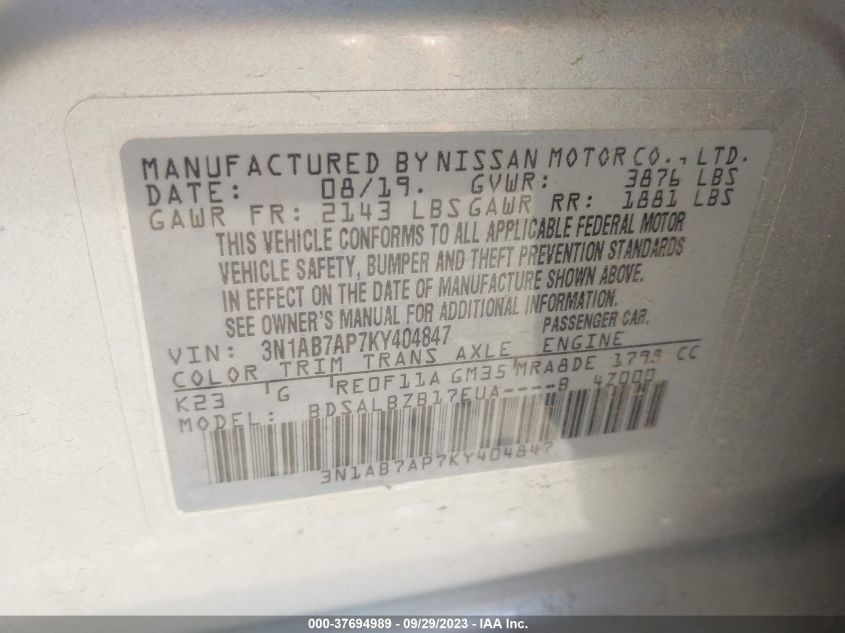 MANUFACTURED BY NISSAN MOTOR CO., LTD.
DATE: 08/19. GVWR: 3876 LBS
GAWR FR: 2143 LBS GAWR RR: 1881 LBS
THIS VEHICLE CONFORMS TO ALL APPLICABLE FEDERAL MOTOR
VEHICLE SAFETY, BUMPER AND THEFT PREVENTION STANDARDS
IN EFFECT ON THE DATE OF MANUFACTURE SHOWN ABOVE.
SEE OWNER'S MANUAL FOR ADDITIONAL INFORMATION.
VIN: 3N1AB7AP7KY404847 PASSENGER CAR.
COLOR TRIM TRANS AXLE ENGINE
K23 G RE0F11A GM35 MRA8DE 1798 CC
MODEL: BDSALBZB17EUA----B 4Z000
3N1AB7AP7KY404847
000-37694989 - 09/29/2023 - IAA Inc.